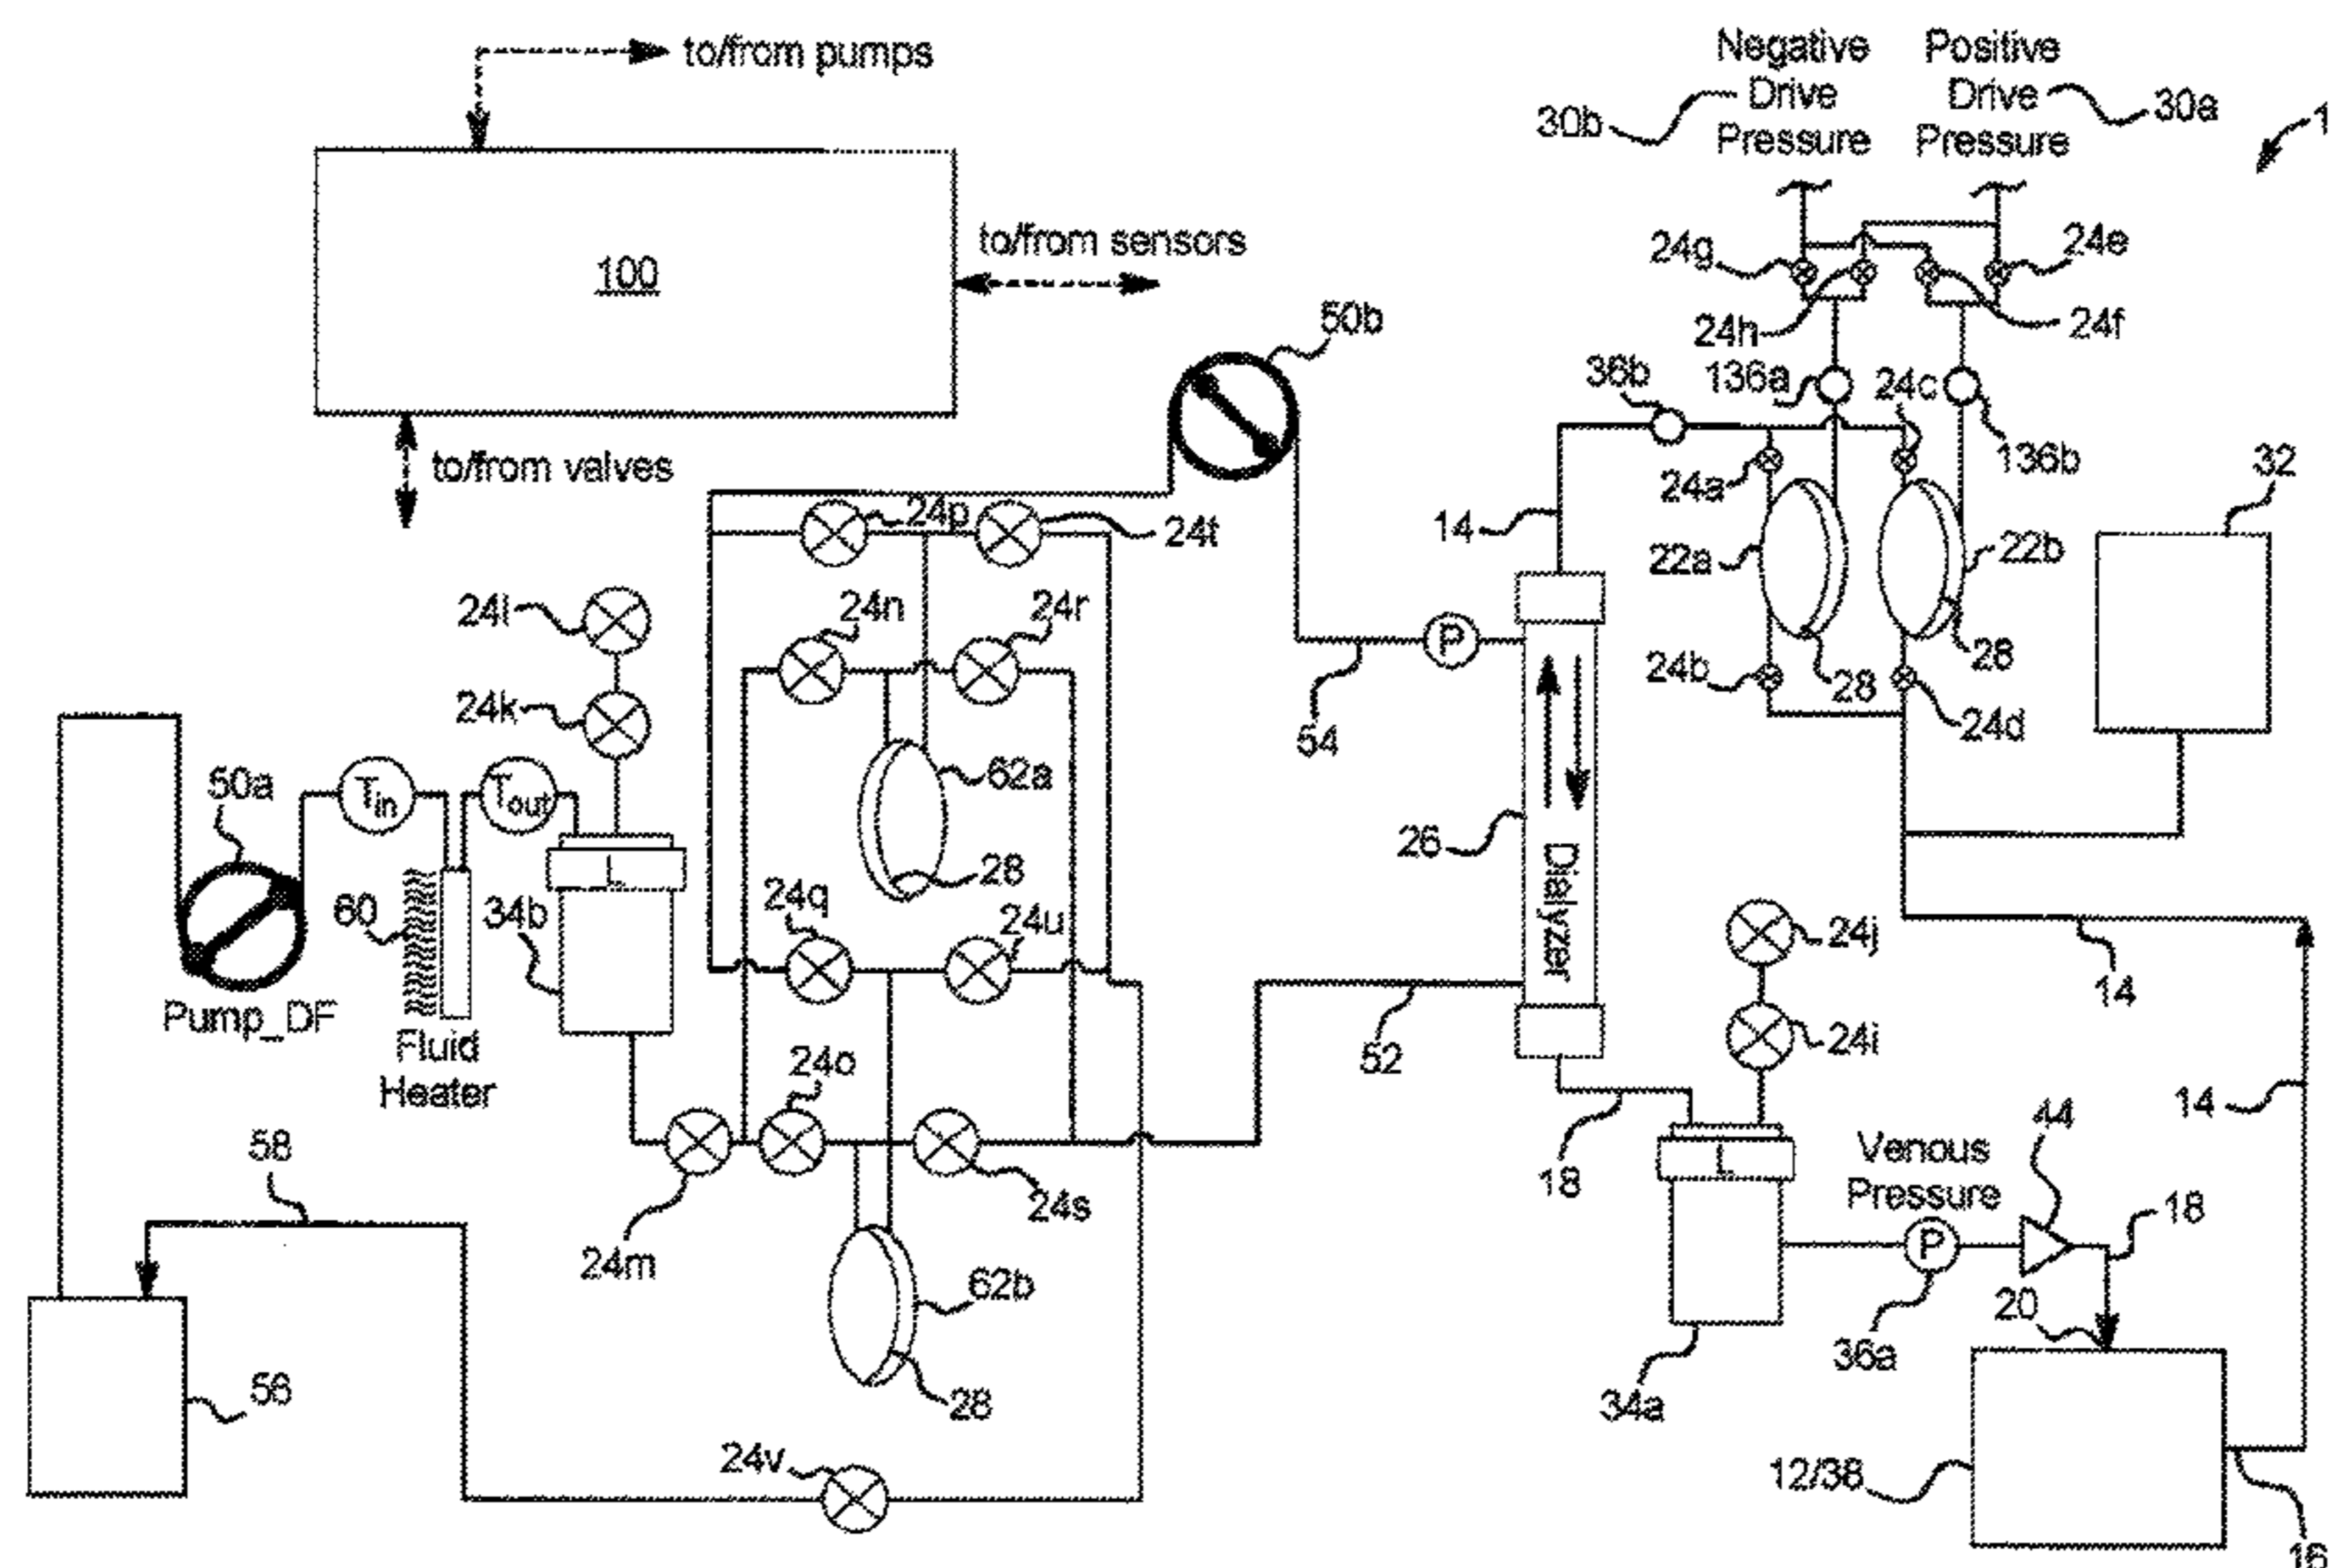 to/from pumps
Negative
Drive
Pressure
Positive
Drive
Pressure
30b
30a
1
100
to/from sensors
to/from valves
24g
24e
24h
24f
50b
36b
136a
24c
136b
32
24a
14
22a
22b
24p
24t
24l
24n
24r
24k
24b
28
28
24d
54
50a
Tin
Tout
62a
28
26
Dialyzer
60
34b
L
24q
24u
24j
14
Pump_DF
Fluid
Heater
24o
52
24i
14
58
18
L
Venous
Pressure
44
18
24m
24s
62b
P
P
20
36a
56
28
34a
24v
12/38
16